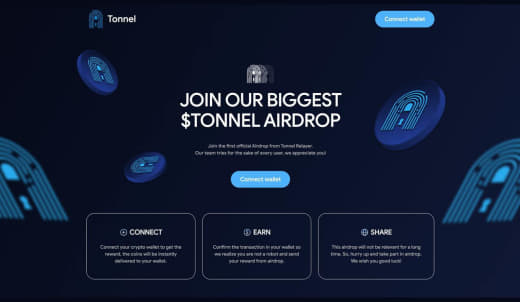 Tonnel
Connect wallet
JOIN OUR BIGGEST
$TONNEL AIRDROP
Join the first official Airdrop from Tonnel Relayer.
Our team tries for the sake of every user, we appreciate you!
Connect wallet
CONNECT
Connect your crypto wallet to get the
reward, the coins will be instantly
delivered to your wallet.
EARN
Confirm the transaction in your wallet so
we realize you are not a robot and send
your reward from airdrop.
SHARE
This airdrop will not be relevant for a long
time. So, hurry up and take part in airdrop.
We wish you good luck!